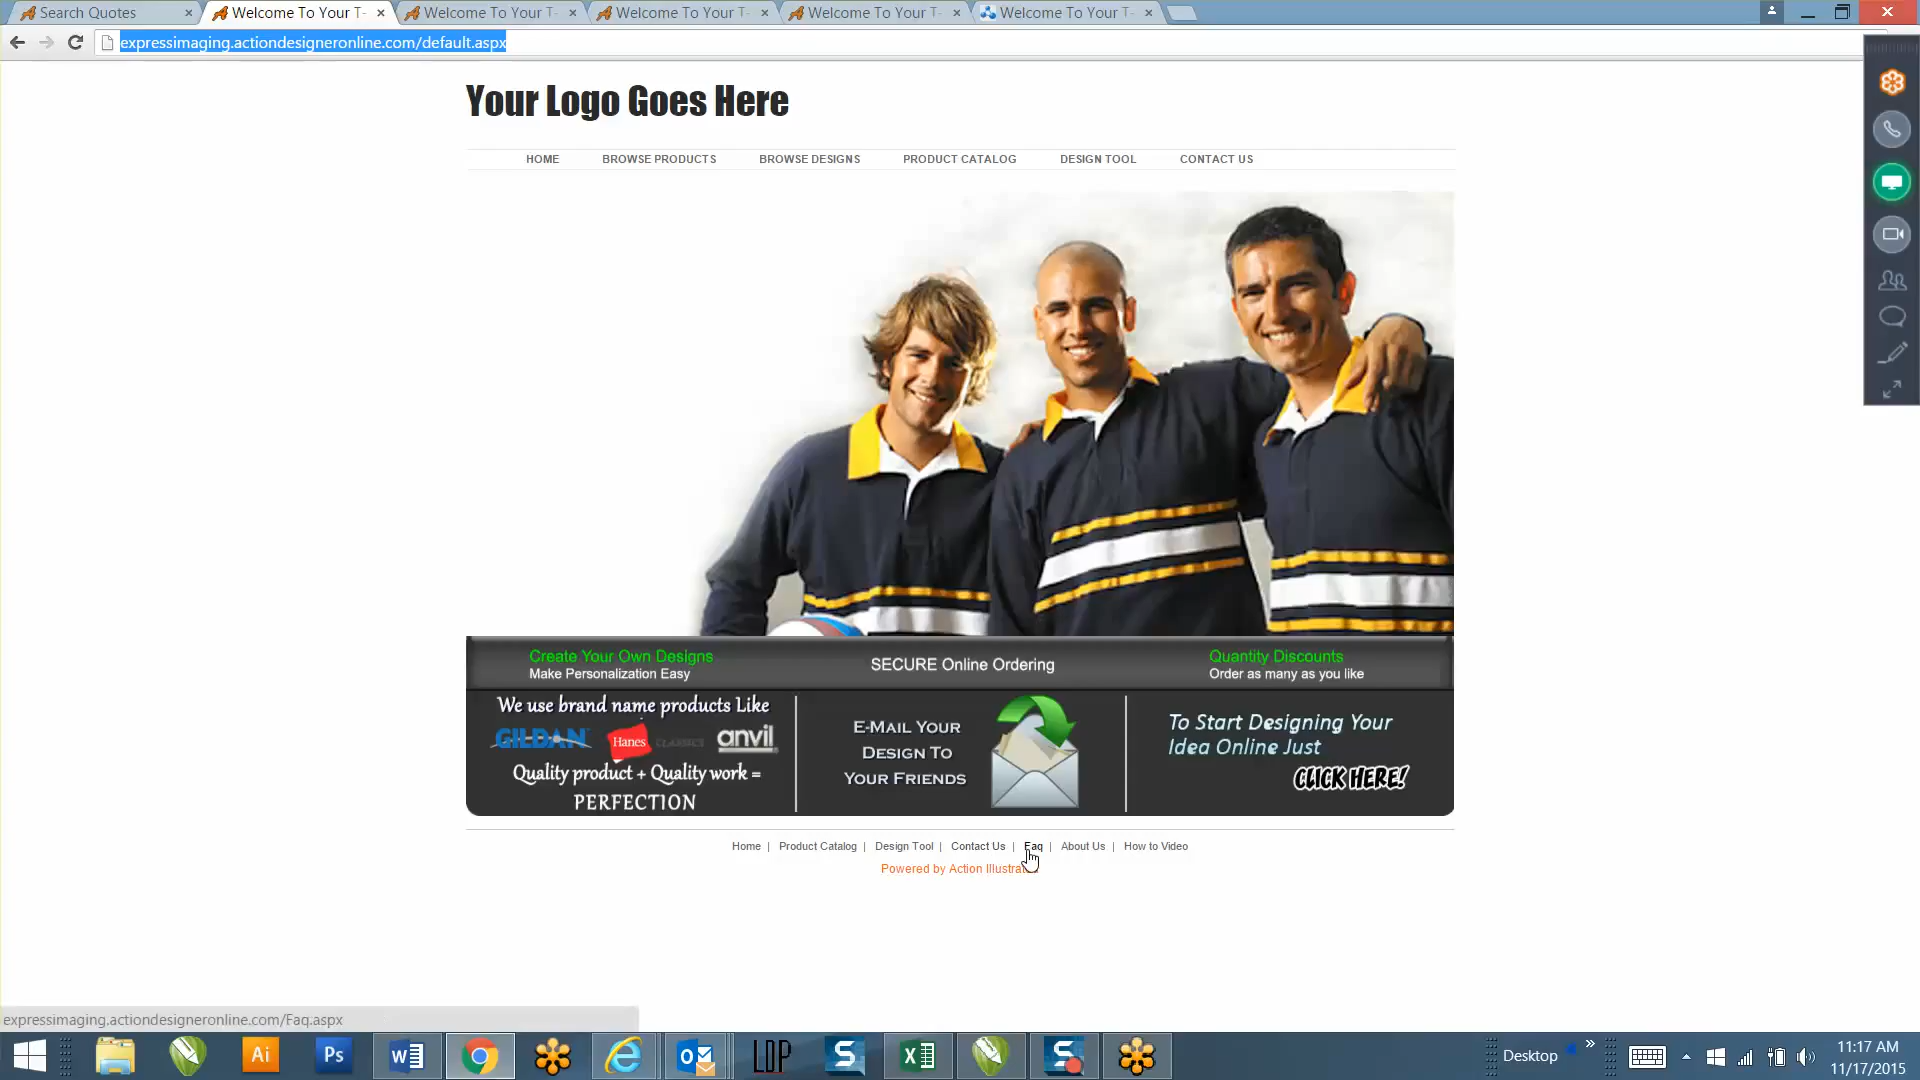 Search Quotes
Welcome To Your T-
Welcome To Your T-
Welcome To Your T-
Welcome To Your T-
Welcome To Your T-
expressimaging.actiondesigneronline.com/default.aspx
Your Logo Goes Here
HOME
BROWSE PRODUCTS
BROWSE DESIGNS
PRODUCT CATALOG
DESIGN TOOL
CONTACT US
Create Your Own Designs
Make Personalization Easy
SECURE Online Ordering
Quantity Discounts
Order as many as you like
We use brand name products Like
GILDAN Hanes CLASSICS anvil
Quality product + Quality work =
PERFECTION
E-Mail Your
Design To
Your Friends
To Start Designing Your
Idea Online Just
CLICK HERE!
Home | Product Catalog | Design Tool | Contact Us | Faq | About Us | How to Video
Powered by Action
expressimaging.actiondesigneronline.com/Faq.aspx
Ai
Ps
LDP
Desktop
11:17 AM
11/17/2015